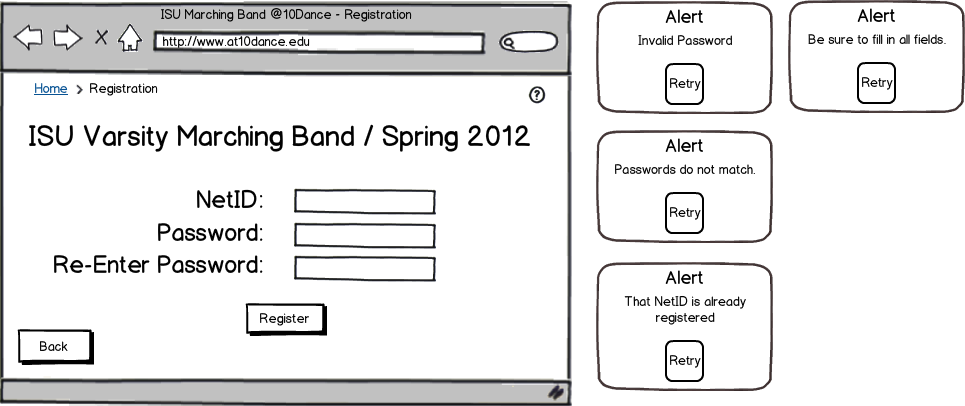 ISU Marching Band @10Dance - Registration
http://www.at10dance.edu
Home > Registration
?
ISU Varsity Marching Band / Spring 2012
NetID:
Password:
Re-Enter Password:
Register
Back
Alert
Invalid Password
Retry
Alert
Be sure to fill in all fields.
Retry
Alert
Passwords do not match.
Retry
Alert
That NetID is already
registered
Retry